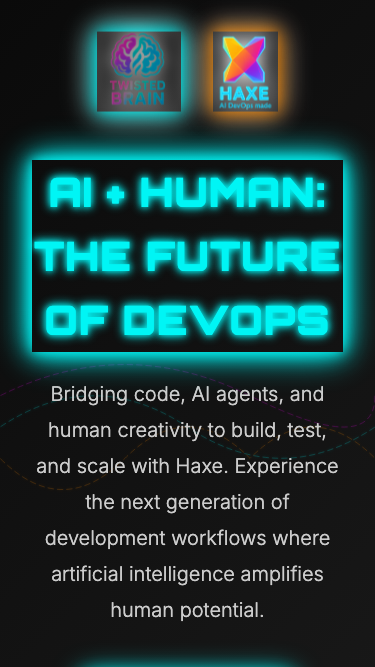 TWISTED
BRAIN
HAXE
AI DevOps made
AI + HUMAN:
THE FUTURE
OF DEVOPS
Bridging code, AI agents, and
human creativity to build, test,
and scale with Haxe. Experience
the next generation of
development workflows where
artificial intelligence amplifies
human potential.